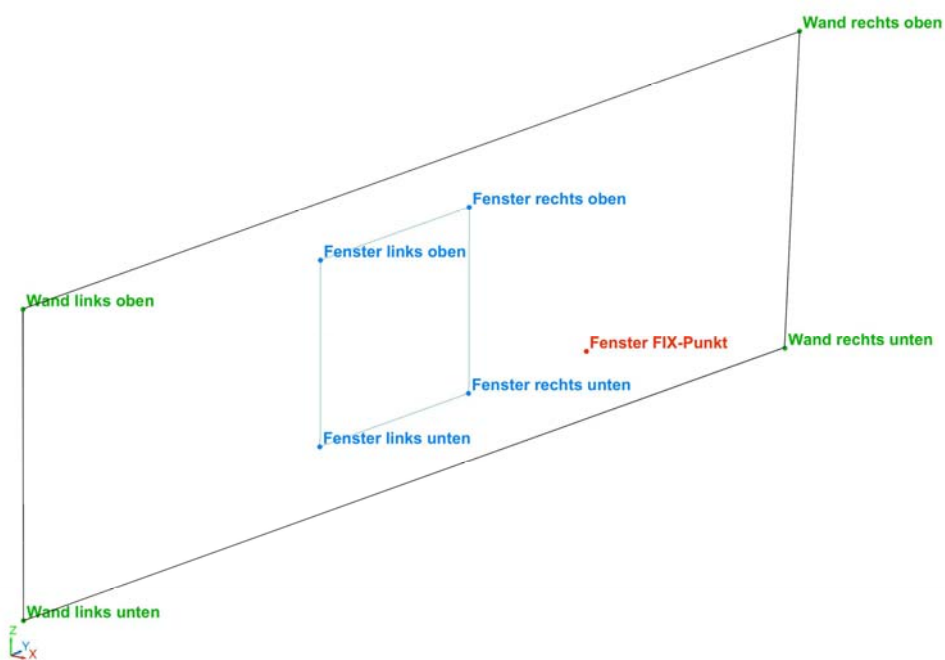 Wand rechts oben
Fenster rechts oben
Fenster links oben
Wand links oben
Fenster FIX-Punkt
Wand rechts unten
Fenster rechts unten
Fenster links unten
Wand links unten
Z
Y
X